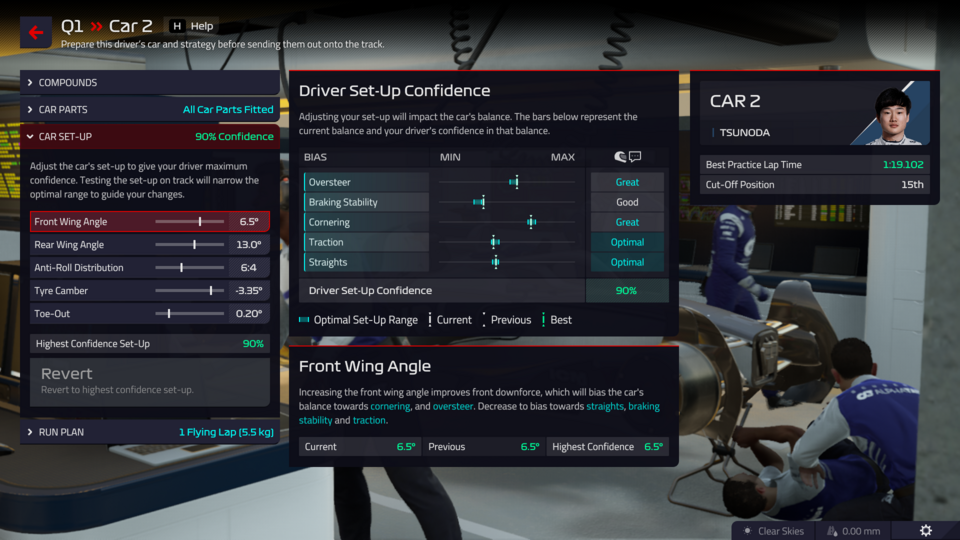 Q1 » Car 2 H Help
Prepare this driver's car and strategy before sending them out onto the track.
COMPOUNDS
CAR PARTS All Car Parts Fitted
CAR SET-UP 90% Confidence
Adjust the car's set-up to give your driver maximum
confidence. Testing the set-up on track will narrow the
optimal range to guide your changes.
Front Wing Angle 6.5°
Rear Wing Angle 13.0°
Anti-Roll Distribution 6:4
Tyre Camber -3.35°
Toe-Out 0.20°
Highest Confidence Set-Up 90%
Revert
Revert to highest confidence set-up.
RUN PLAN 1 Flying Lap (5.5 kg)
Driver Set-Up Confidence
Adjusting your set-up will impact the car's balance. The bars below represent the
current balance and your driver's confidence in that balance.
BIAS MIN MAX
Oversteer Great
Braking Stability Good
Cornering Great
Traction Optimal
Straights Optimal
Driver Set-Up Confidence 90%
Optimal Set-Up Range Current Previous Best
Front Wing Angle
Increasing the front wing angle improves front downforce, which will bias the car's
balance towards cornering, and oversteer. Decrease to bias towards straights, braking
stability and traction.
Current 6.5° Previous 6.5° Highest Confidence 6.5°
CAR 2
TSUNODA
Best Practice Lap Time 1:19.102
Cut-Off Position 15th
Clear Skies 0.00 mm